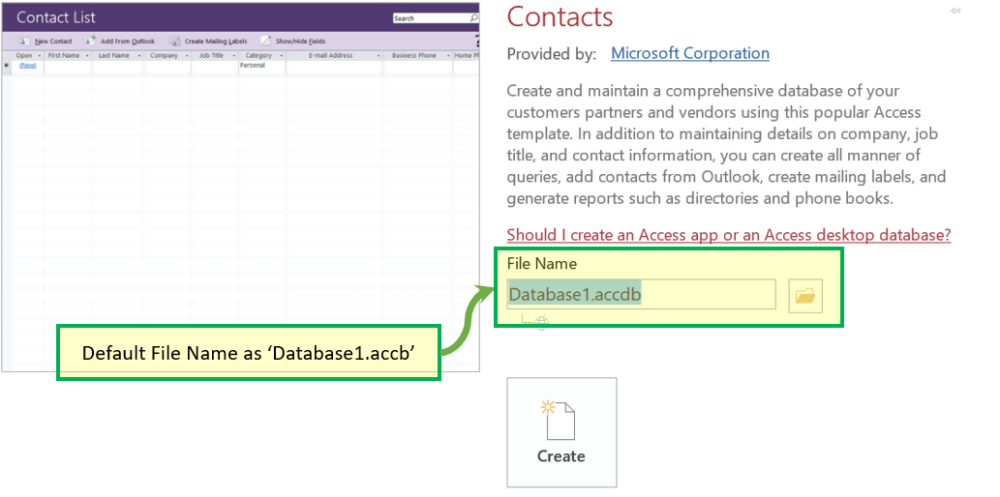 Contact List
Search
New Contact Add From Outlook Create Mailing Labels Show/Hide Fields ?
Open First Name Last Name Company Job Title Category E-mail Address Business Phone Home Ph
(New) Personal
Default File Name as ‘Database1.accb’
Contacts
Provided by: Microsoft Corporation
Create and maintain a comprehensive database of your
customers partners and vendors using this popular Access
template. In addition to maintaining details on company, job
title, and contact information, you can create all manner of
queries, add contacts from Outlook, create mailing labels, and
generate reports such as directories and phone books.
Should I create an Access app or an Access desktop database?
File Name
Database1.accdb
Create